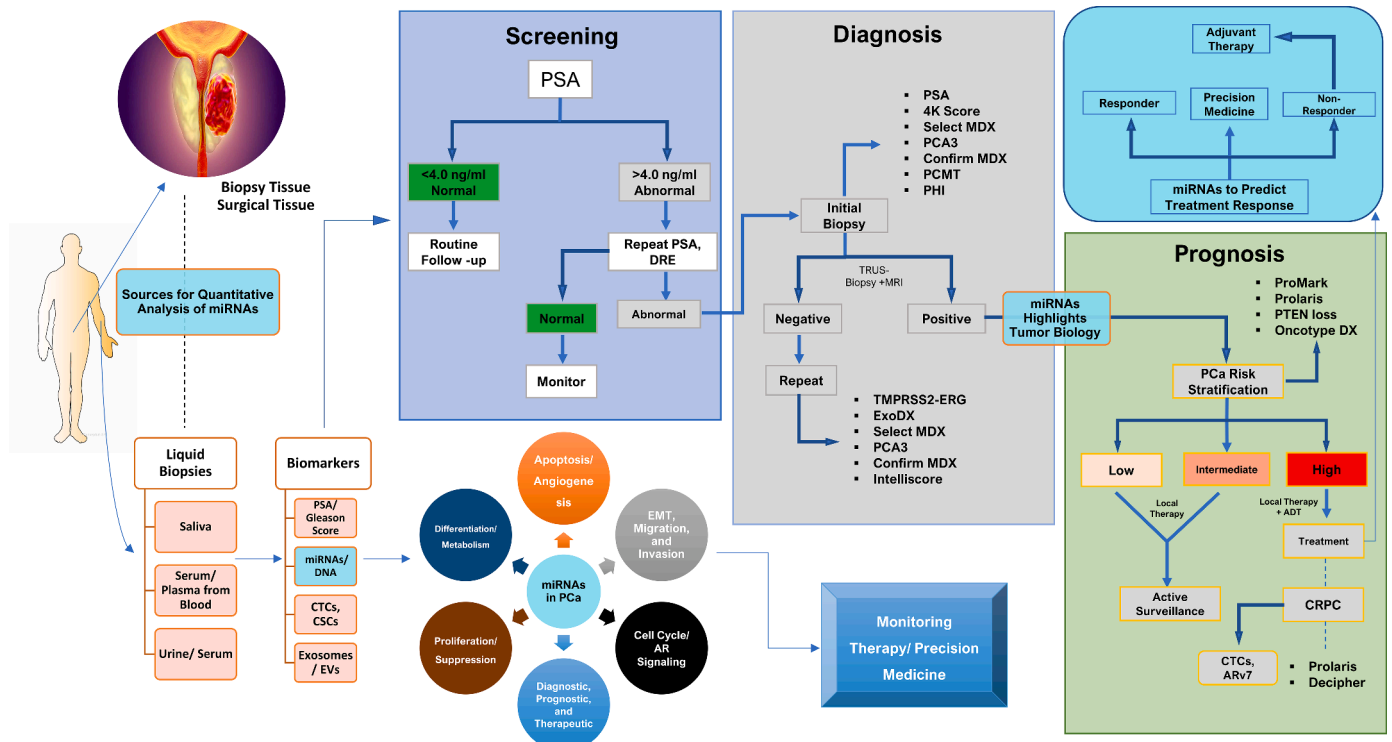 Biopsy Tissue
Surgical Tissue
Sources for Quantitative
Analysis of miRNAs
Liquid
Biopsies
Saliva
Serum/
Plasma from
Blood
Urine/ Serum
Biomarkers
PSA/
Gleason
Score
miRNAs/
DNA
CTCs,
CSCs
Exosomes
/ EVs
Screening
PSA
<4.0 ng/ml
Normal
>4.0 ng/ml
Abnormal
Routine
Follow -up
Repeat PSA,
DRE
Normal
Abnormal
Monitor
Apoptosis/
Angiogene
sis
Differentiation/
Metabolism
EMT,
Migration,
and
Invasion
miRNAs
in PCa
Proliferation/
Suppression
Cell Cycle/
AR
Signaling
Diagnostic,
Prognostic,
and
Therapeutic
Diagnosis
▪ PSA
▪ 4K Score
▪ Select MDX
▪ PCA3
▪ Confirm MDX
▪ PCMT
▪ PHI
Initial
Biopsy
TRUS-
Biopsy +MRI
Negative
Positive
Repeat
▪ TMPRSS2-ERG
▪ ExoDX
▪ Select MDX
▪ PCA3
▪ Confirm MDX
▪ Intelliscore
miRNAs
Highlights
Tumor Biology
Monitoring
Therapy/ Precision
Medicine
Adjuvant
Therapy
Responder
Precision
Medicine
Non-
Responder
miRNAs to Predict
Treatment Response
Prognosis
▪ ProMark
▪ Prolaris
▪ PTEN loss
▪ Oncotype DX
PCa Risk
Stratification
Low
Intermediate
High
Local
Therapy
Local Therapy
+ ADT
Treatment
Active
Surveillance
CRPC
CTCs,
ARv7
▪ Prolaris
▪ Decipher